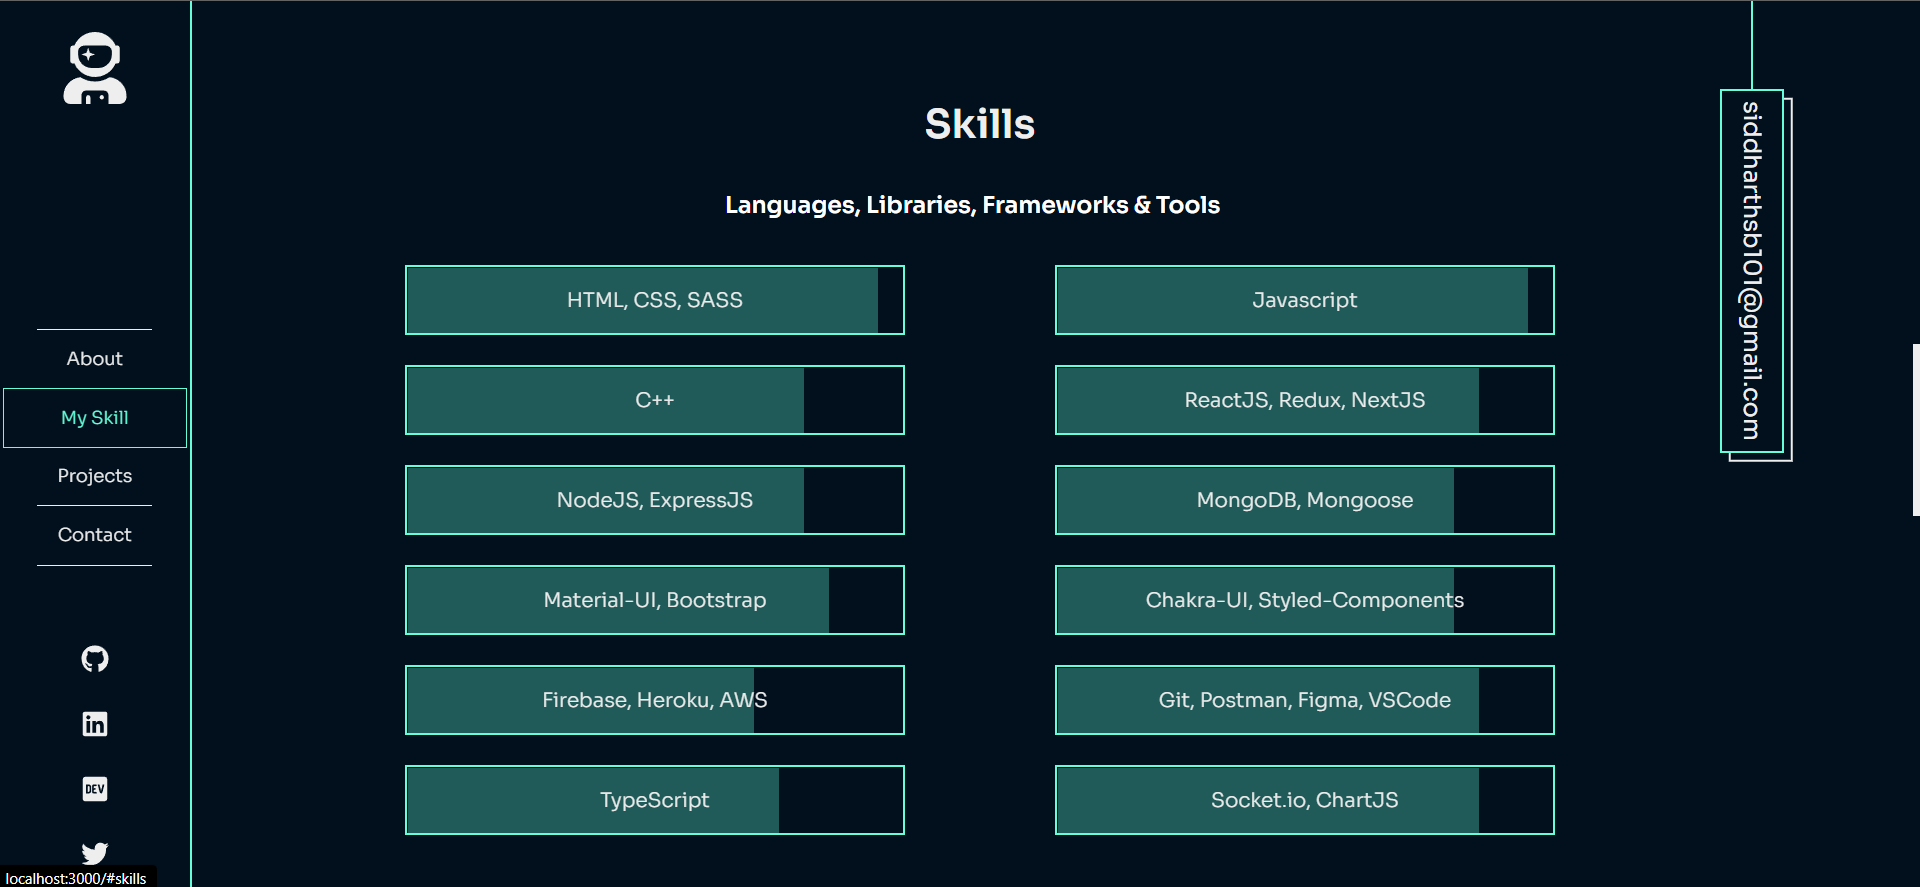 Skills
Languages, Libraries, Frameworks & Tools
HTML, CSS, SASS
Javascript
C++
ReactJS, Redux, NextJS
NodeJS, ExpressJS
MongoDB, Mongoose
Material-UI, Bootstrap
Chakra-UI, Styled-Components
Firebase, Heroku, AWS
Git, Postman, Figma, VSCode
TypeScript
Socket.io, ChartJS
About
My Skill
Projects
Contact
in
DEV
siddharthsb101@gmail.com
localhost:3000/#skills